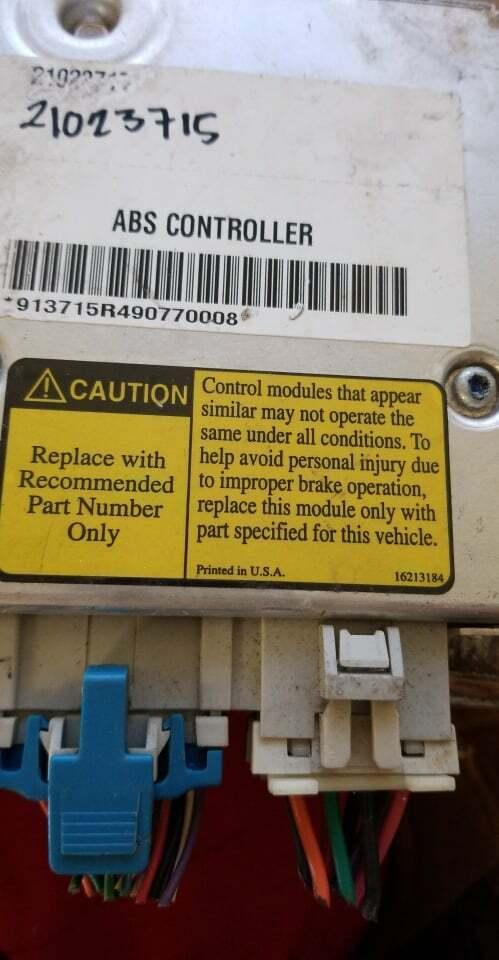 21023715
ABS CONTROLLER
*913715R490770008
CAUTION
Replace with
Recommended
Part Number
Only
Control modules that appear
similar may not operate the
same under all conditions. To
help avoid personal injury due
to improper brake operation,
replace this module only with
part specified for this vehicle.
Printed in U.S.A.
16213184